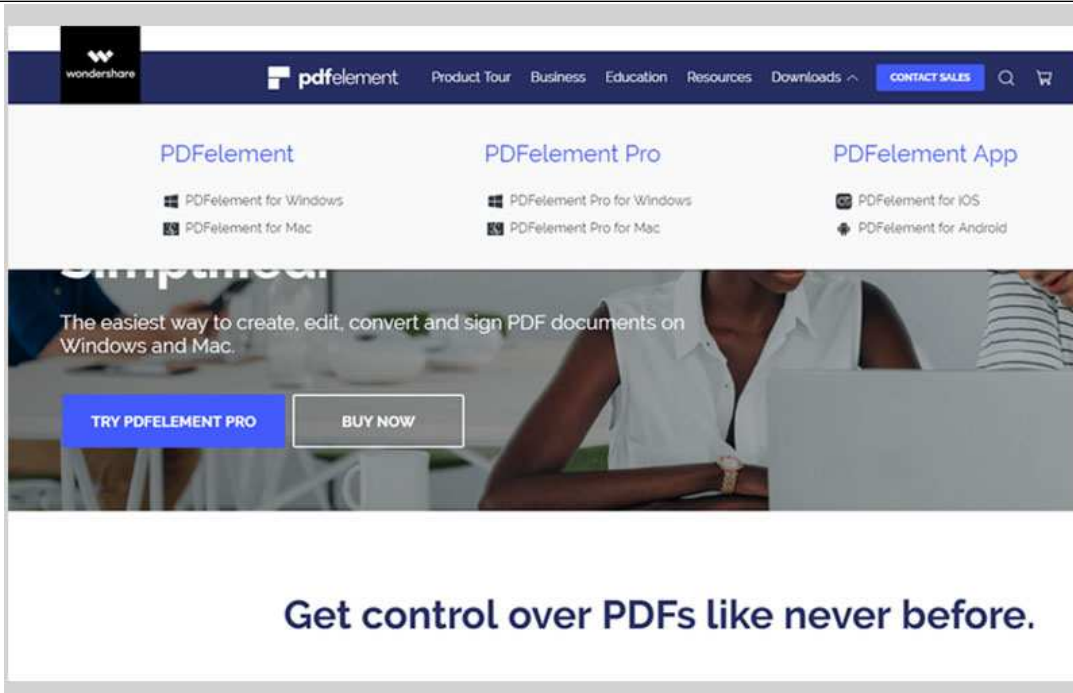 wondershare
pdfelement Product Tour Business Education Resources Downloads CONTACT SALES
PDFelement PDFelement Pro PDFelement App
PDFelement for Windows PDFelement Pro for Windows PDFelement for iOS
PDFelement for Mac PDFelement Pro for Mac PDFelement for Android
The easiest way to create, edit, convert and sign PDF documents on
Windows and Mac.
TRY PDFELEMENT PRO BUY NOW
Get control over PDFs like never before.